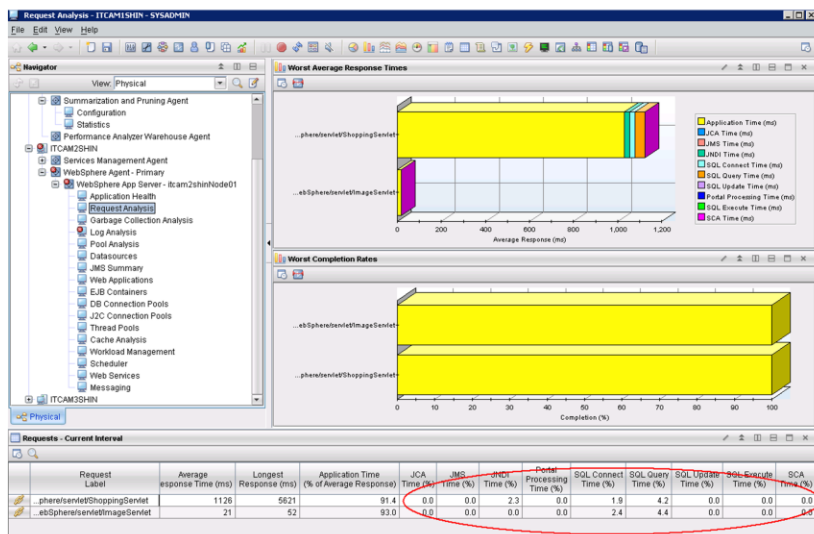 Request Analysis - ITCAM1SHIN - SYSADMIN
File Edit View Help
Navigator
View: Physical
Summarization and Pruning Agent
Configuration
Statistics
Performance Analyzer Warehouse Agent
ITCAM2SHIN
Services Management Agent
WebSphere Agent - Primary
WebSphere App Server - itcam2shinNode01
Application Health
Request Analysis
Garbage Collection Analysis
Log Analysis
Pool Analysis
Datasources
JMS Summary
Web Applications
EJB Containers
DB Connection Pools
J2C Connection Pools
Thread Pools
Cache Analysis
Workload Management
Scheduler
Web Services
Messaging
ITCAM3SHIN
Physical
Worst Average Response Times
...phere/servlet/ShoppingServlet
...ebSphere/servlet/ImageServlet
0 200 400 600 800 1,000 1,200
Average Response (ms)
Application Time (ms)
JCA Time (ms)
JMS Time (ms)
JNDI Time (ms)
SQL Connect Time (ms)
SQL Query Time (ms)
SQL Update Time (ms)
Portal Processing Time (ms)
SQL Execute Time (ms)
SCA Time (ms)
Worst Completion Rates
...ebSphere/servlet/ImageServlet
...phere/servlet/ShoppingServlet
0 10 20 30 40 50 60 70 80 90 100
Completion (%)
Requests - Current Interval
Request Label Average esponse Time (ms) Longest Response (ms) Application Time (% of Average Response) JCA Time (%) JMS Time (%) JNDI Time (%) Portal Processing Time (%) SQL Connect Time (%) SQL Query Time (%) SQL Update Time (%) SQL Execute Time (%) SCA Time (%)
...phere/servlet/ShoppingServlet 1126 5621 91.4 0.0 0.0 2.3 0.0 1.9 4.2 0.0 0.0 0.0
...ebSphere/servlet/ImageServlet 21 52 93.0 0.0 0.0 0.0 0.0 2.4 4.4 0.0 0.0 0.0